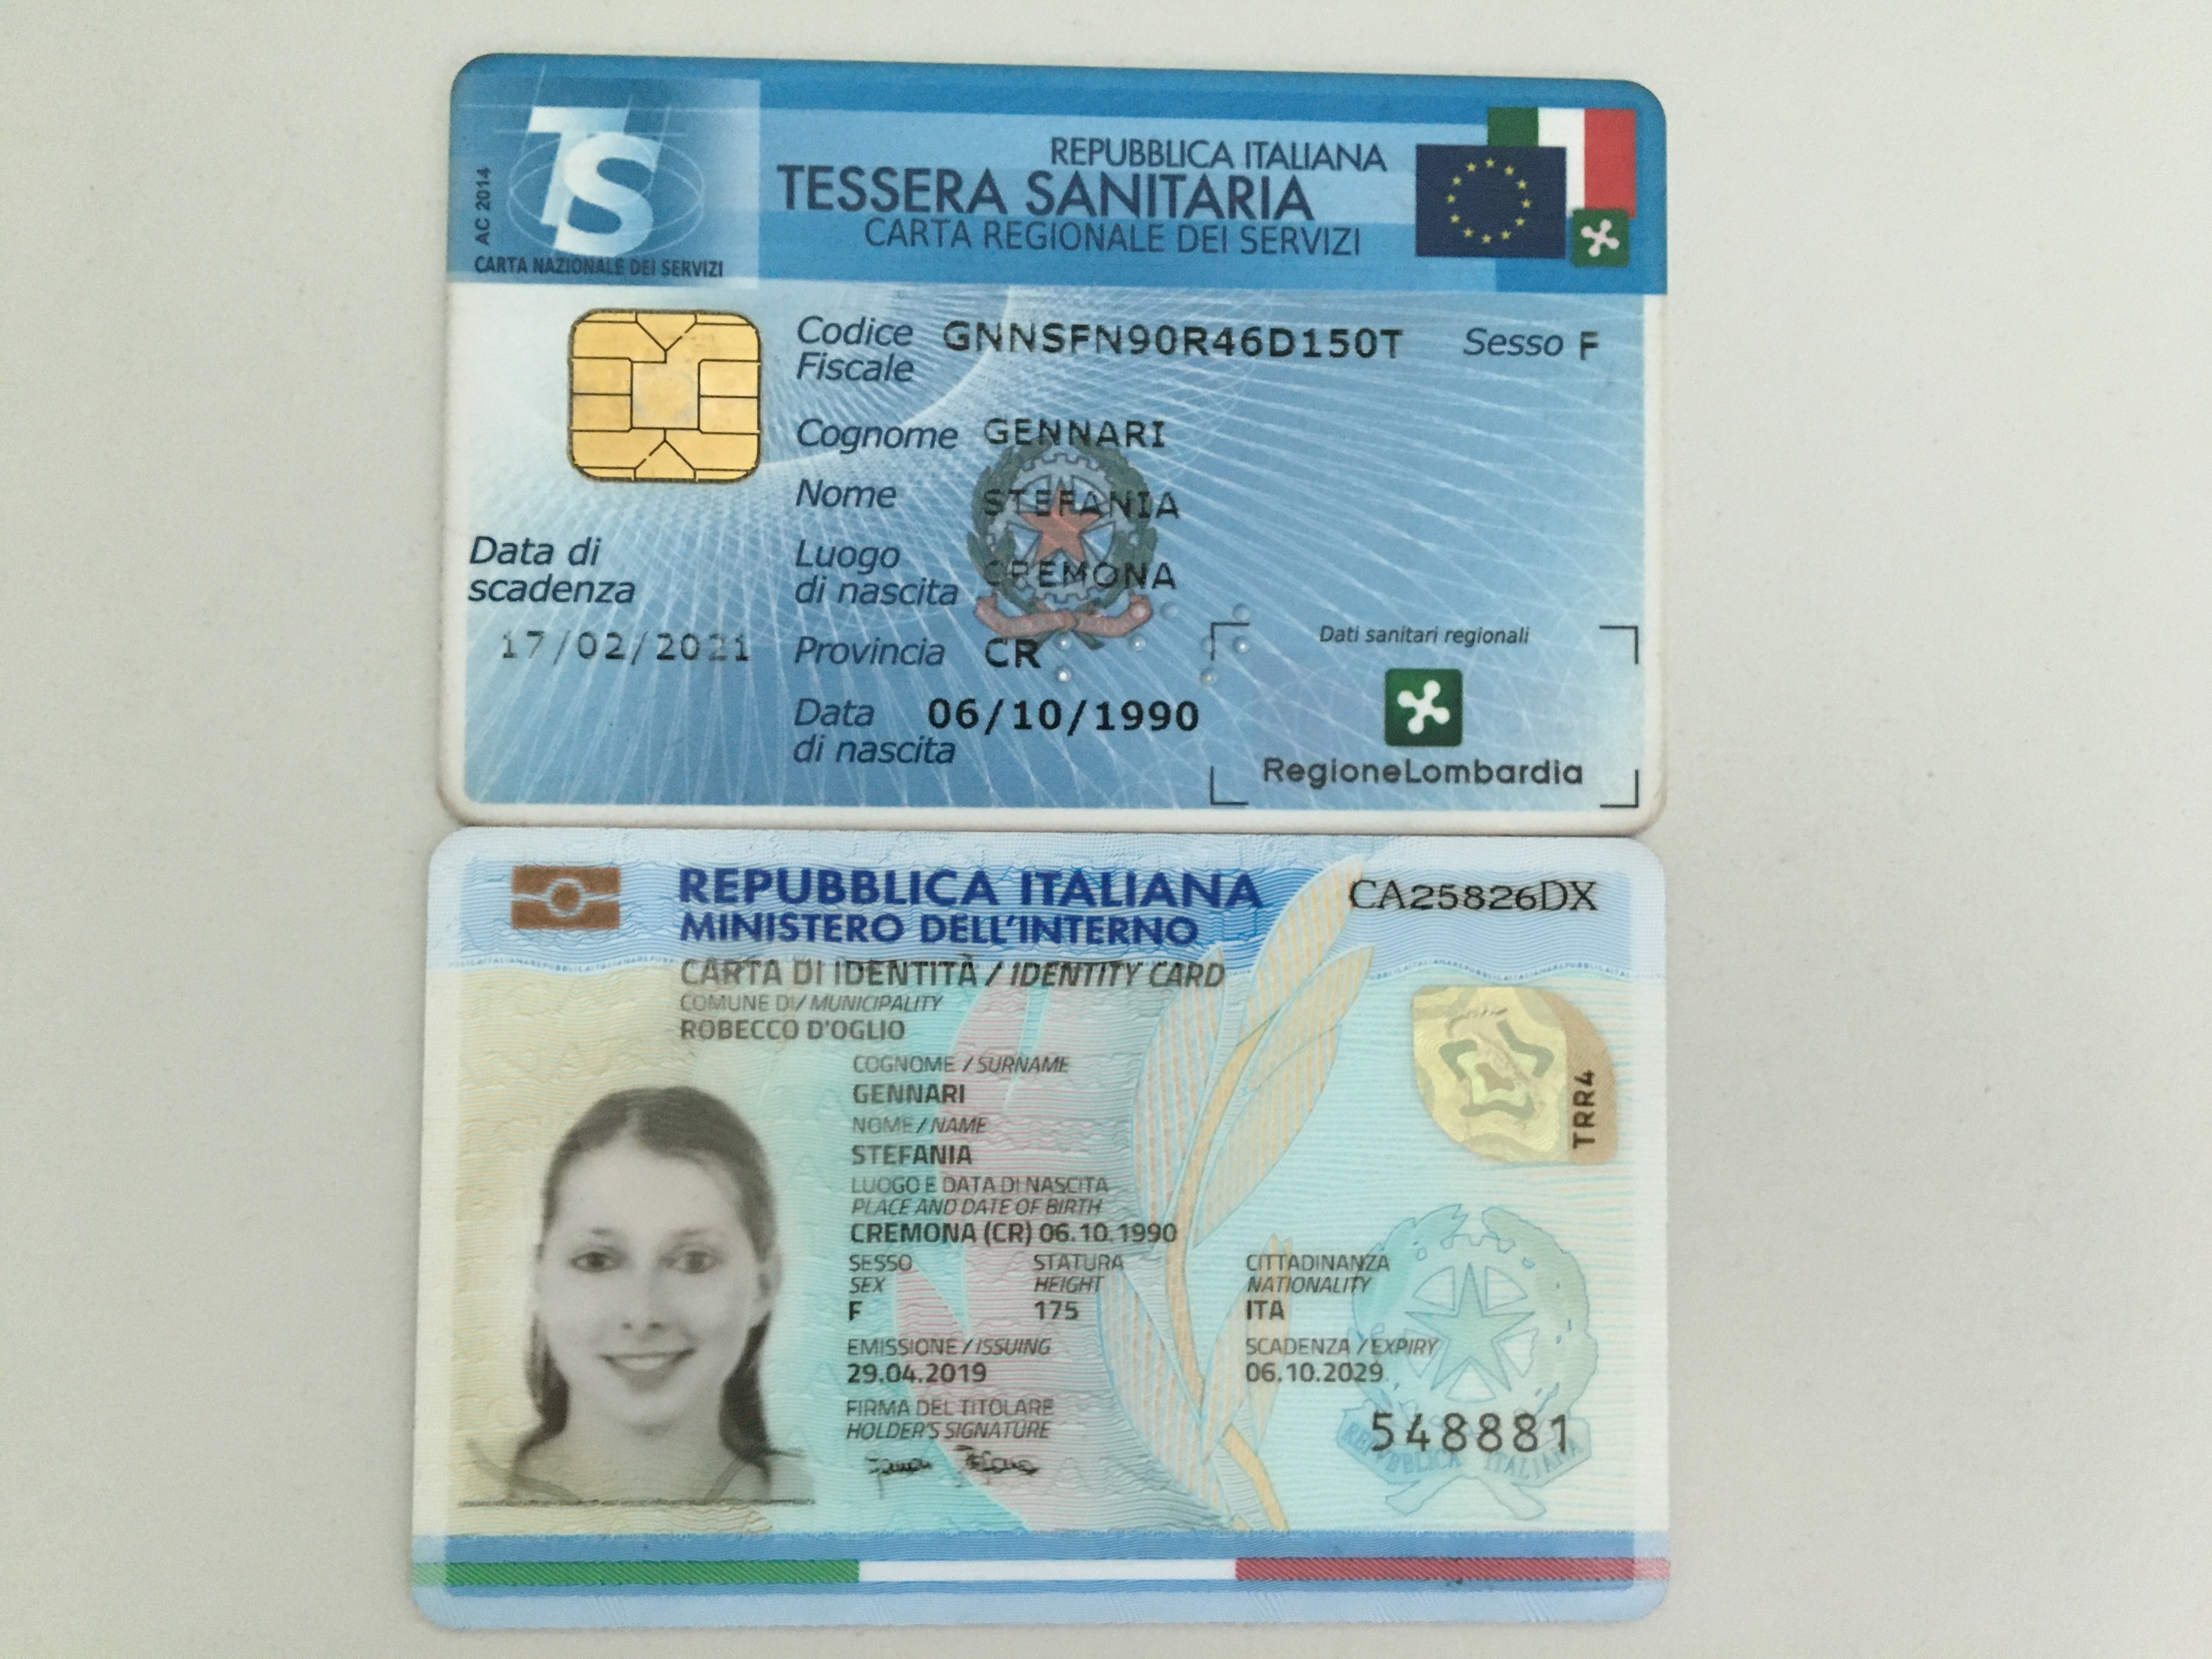 REPUBBLICA ITALIANA
TESSERA SANITARIA
CARTA REGIONALE DEI SERVIZI
TS
AC 2014
CARTA NAZIONALE DEI SERVIZI
Codice Fiscale GNNSFN90R46D150T Sesso F
Cognome GENNARI
Nome STEFANIA
Luogo di nascita CREMONA
Provincia CR
Data di nascita 06/10/1990
Data di scadenza
17/02/2021
Dati sanitari regionali
RegioneLombardia
REPUBBLICA ITALIANA
CA25826DX
MINISTERO DELL'INTERNO
CARTA DI IDENTITÀ / IDENTITY CARD
COMUNE DI / MUNICIPALITY
ROBECCO D'OGLIO
COGNOME / SURNAME
GENNARI
NOME / NAME
STEFANIA
LUOGO E DATA DI NASCITA
PLACE AND DATE OF BIRTH
CREMONA (CR) 06.10.1990
SESSO STATURA CITTADINANZA
SEX HEIGHT NATIONALITY
F 175 ITA
EMISSIONE / ISSUING SCADENZA / EXPIRY
29.04.2019 06.10.2029
FIRMA DEL TITOLARE
HOLDER'S SIGNATURE
548881
TRR4